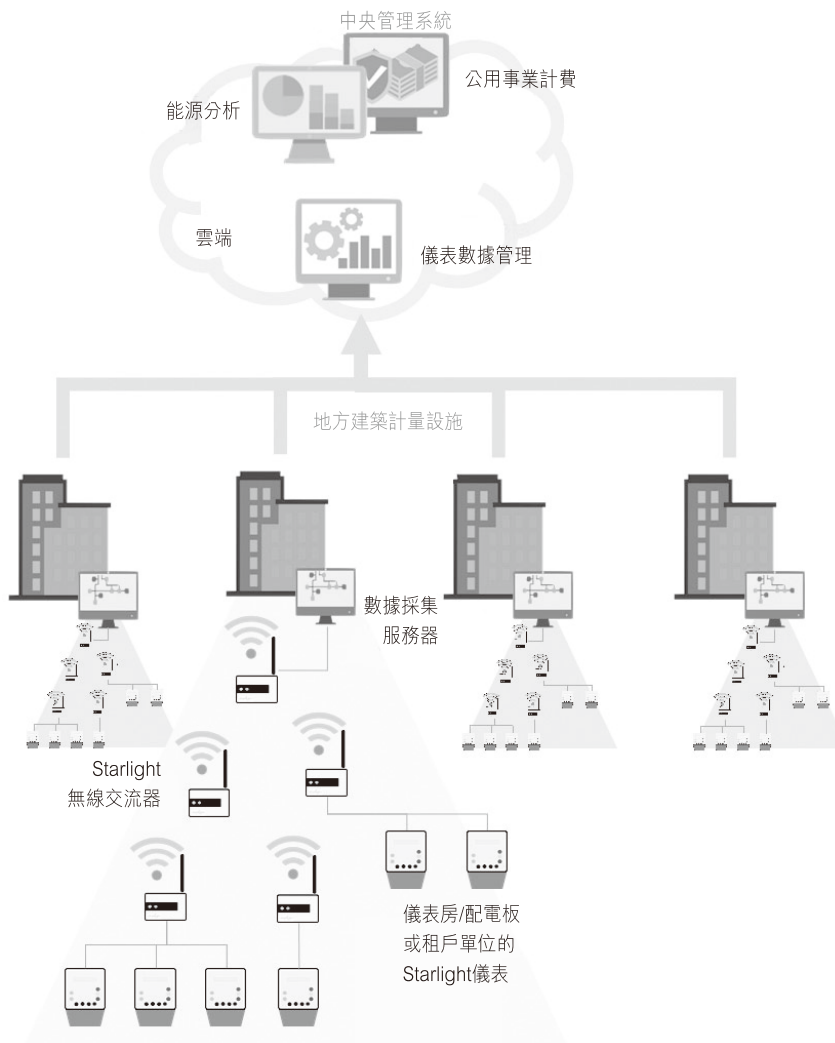 中央管理系統
公用事業計費
能源分析
雲端
儀表數據管理
地方建築計量設施
數據採集
服務器
Starlight
無線交流器
儀表房/配電板
或租戶單位的
Starlight儀表